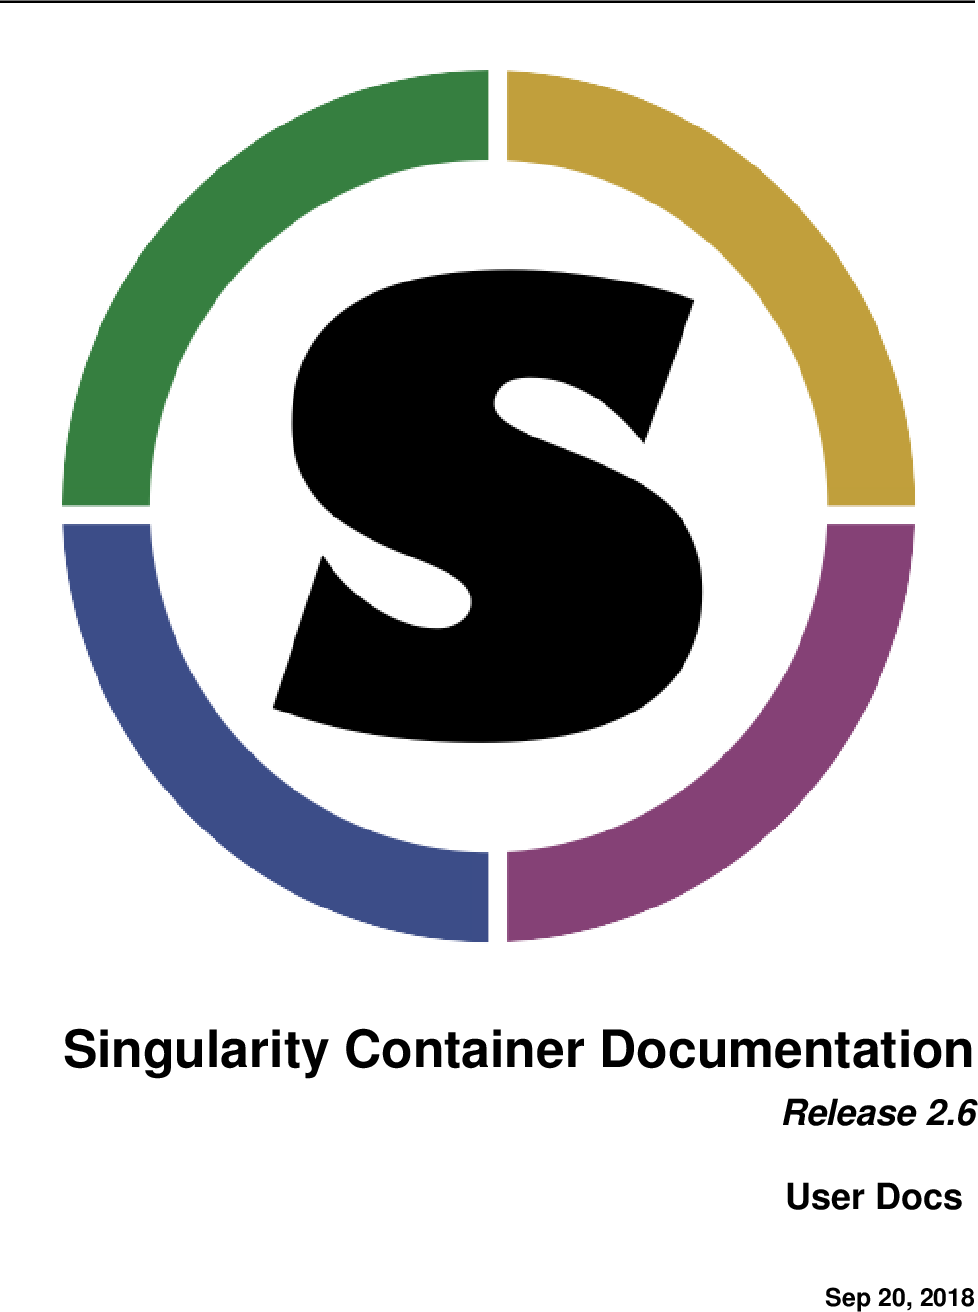 S
Singularity Container Documentation
Release 2.6
User Docs
Sep 20, 2018